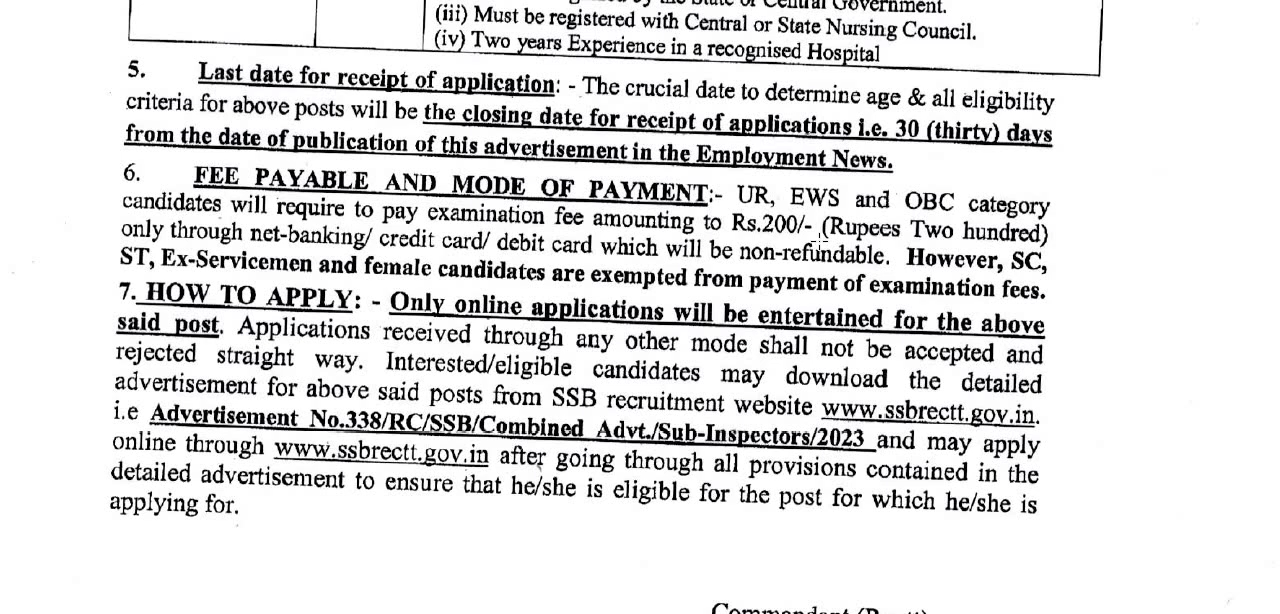 the State or Central Government.
(iii) Must be registered with Central or State Nursing Council.
(iv) Two years Experience in a recognised Hospital
5. Last date for receipt of application: - The crucial date to determine age & all eligibility
criteria for above posts will be the closing date for receipt of applications i.e. 30 (thirty) days
from the date of publication of this advertisement in the Employment News.
6. FEE PAYABLE AND MODE OF PAYMENT:- UR, EWS and OBC category
candidates will require to pay examination fee amounting to Rs.200/- (Rupees Two hundred)
only through net-banking/ credit card/ debit card which will be non-refundable. However, SC,
ST, Ex-Servicemen and female candidates are exempted from payment of examination fees.
7. HOW TO APPLY: - Only online applications will be entertained for the above
said post. Applications received through any other mode shall not be accepted and
rejected straight way. Interested/eligible candidates may download the detailed
advertisement for above said posts from SSB recruitment website www.ssbrectt.gov.in.
i.e Advertisement No.338/RC/SSB/Combined Advt./Sub-Inspectors/2023 and may apply
online through www.ssbrectt.gov.in after going through all provisions contained in the
detailed advertisement to ensure that he/she is eligible for the post for which he/she is
applying for.